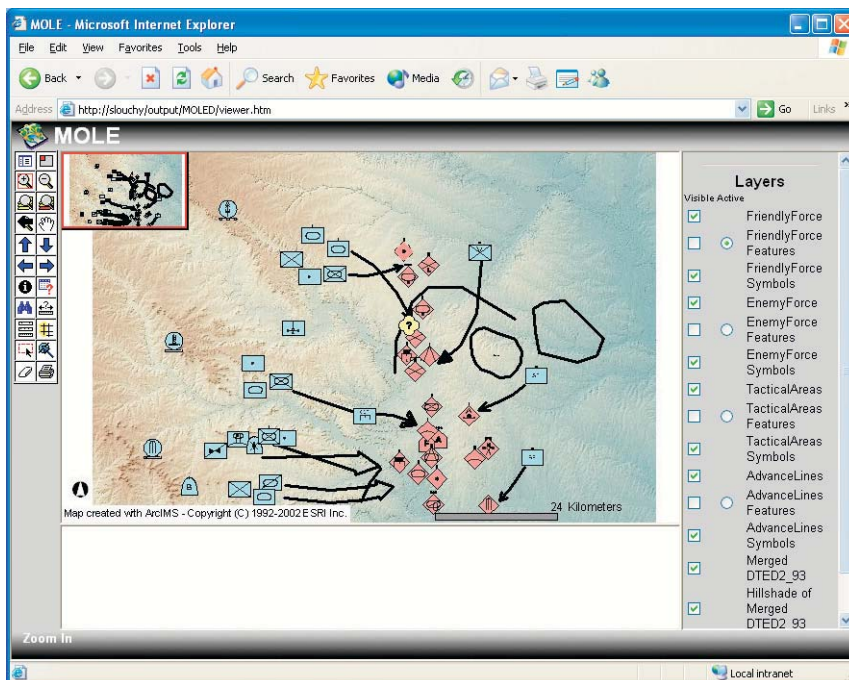 MOLE - Microsoft Internet Explorer
File Edit View Favorites Tools Help
Back Search Favorites Media
Address http://slouchy/output/MOLED/viewer.htm Go Links »
MOLE
Layers
Visible Active
FriendlyForce
FriendlyForce
Features
FriendlyForce
Symbols
EnemyForce
EnemyForce
Features
EnemyForce
Symbols
TacticalAreas
TacticalAreas
Features
TacticalAreas
Symbols
AdvanceLines
AdvanceLines
Features
AdvanceLines
Symbols
Merged
DTED2_93
Hillshade of
Merged
DTED2_93
?
B
24 Kilometers
Map created with ArcIMS - Copyright (C) 1992-2002 ESRI Inc.
Zoom In
Local intranet